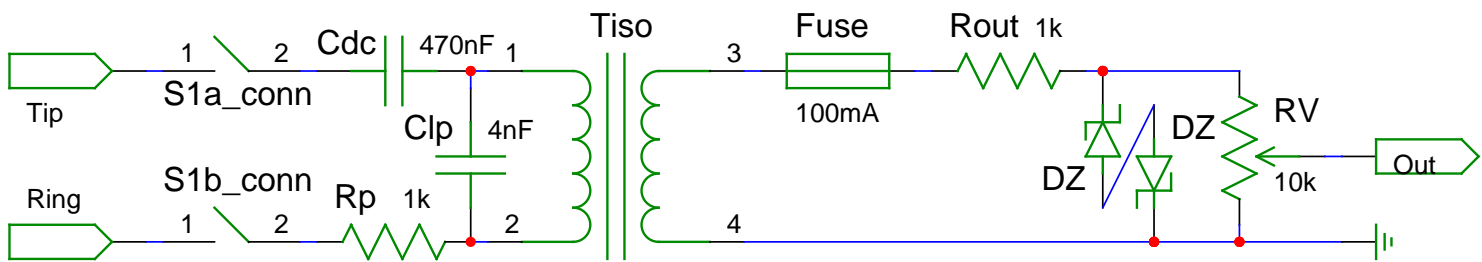 Tiso
Fuse
Rout 1k
Cdc 470nF
1 2
1
3
S1a_conn
Tip
100mA
Clp
4nF
DZ
RV
DZ
Out
10k
S1b_conn
Ring
Rp 1k
1 2
2
4